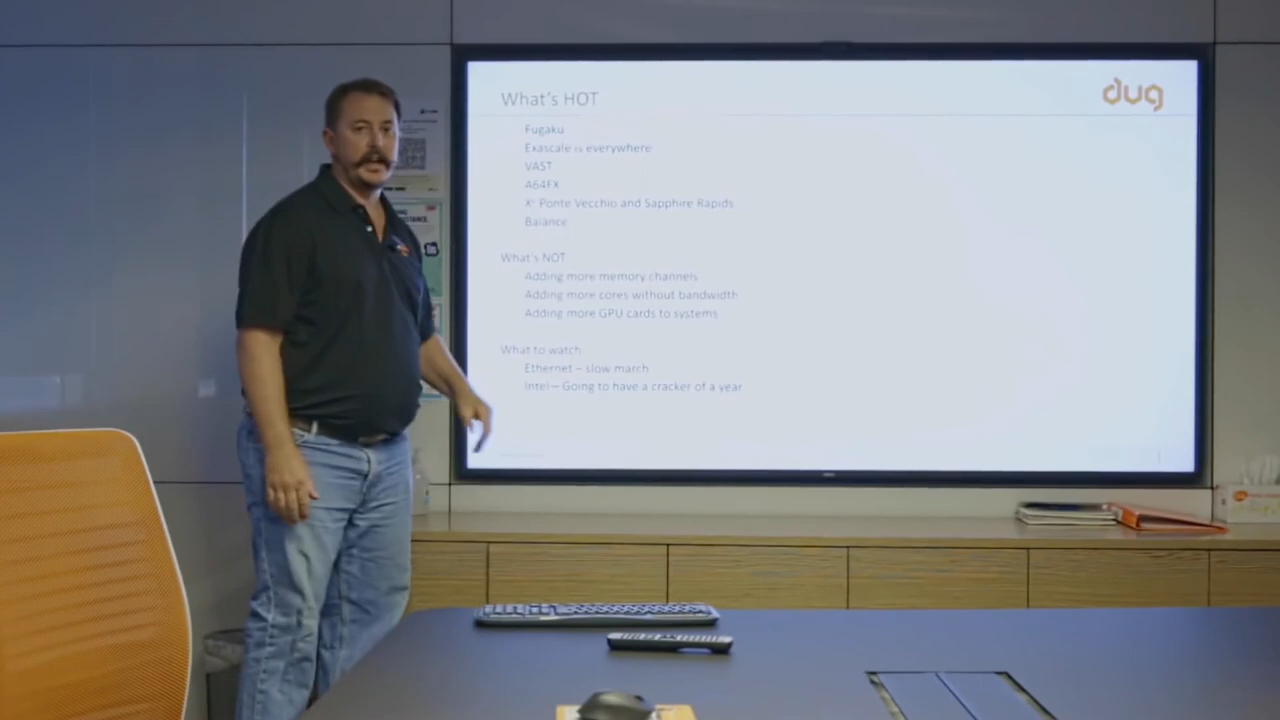 What's HOT
dug
Fugaku
Exascale is everywhere
VAST
A64FX
Xe Ponte Vecchio and Sapphire Rapids
Balance
What's NOT
Adding more memory channels
Adding more cores without bandwidth
Adding more GPU cards to systems
What to watch
Ethernet – slow march
Intel – Going to have a cracker of a year